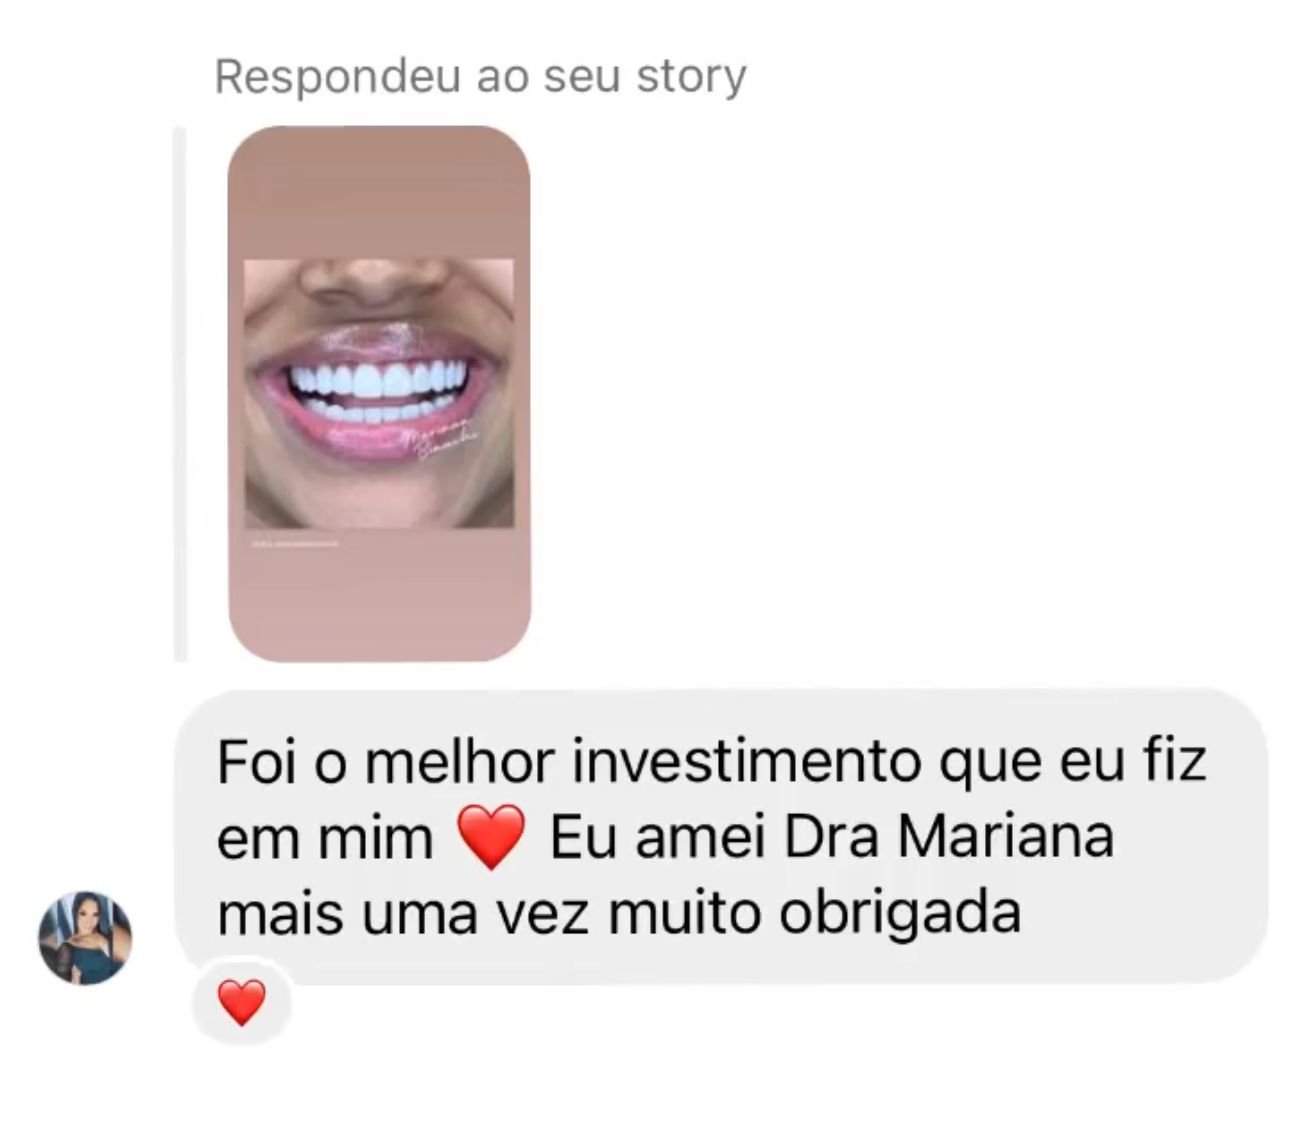 Respondeu ao seu story
Mariana
Foi o melhor investimento que eu fiz
em mim ❤️ Eu amei Dra Mariana
mais uma vez muito obrigada
❤️